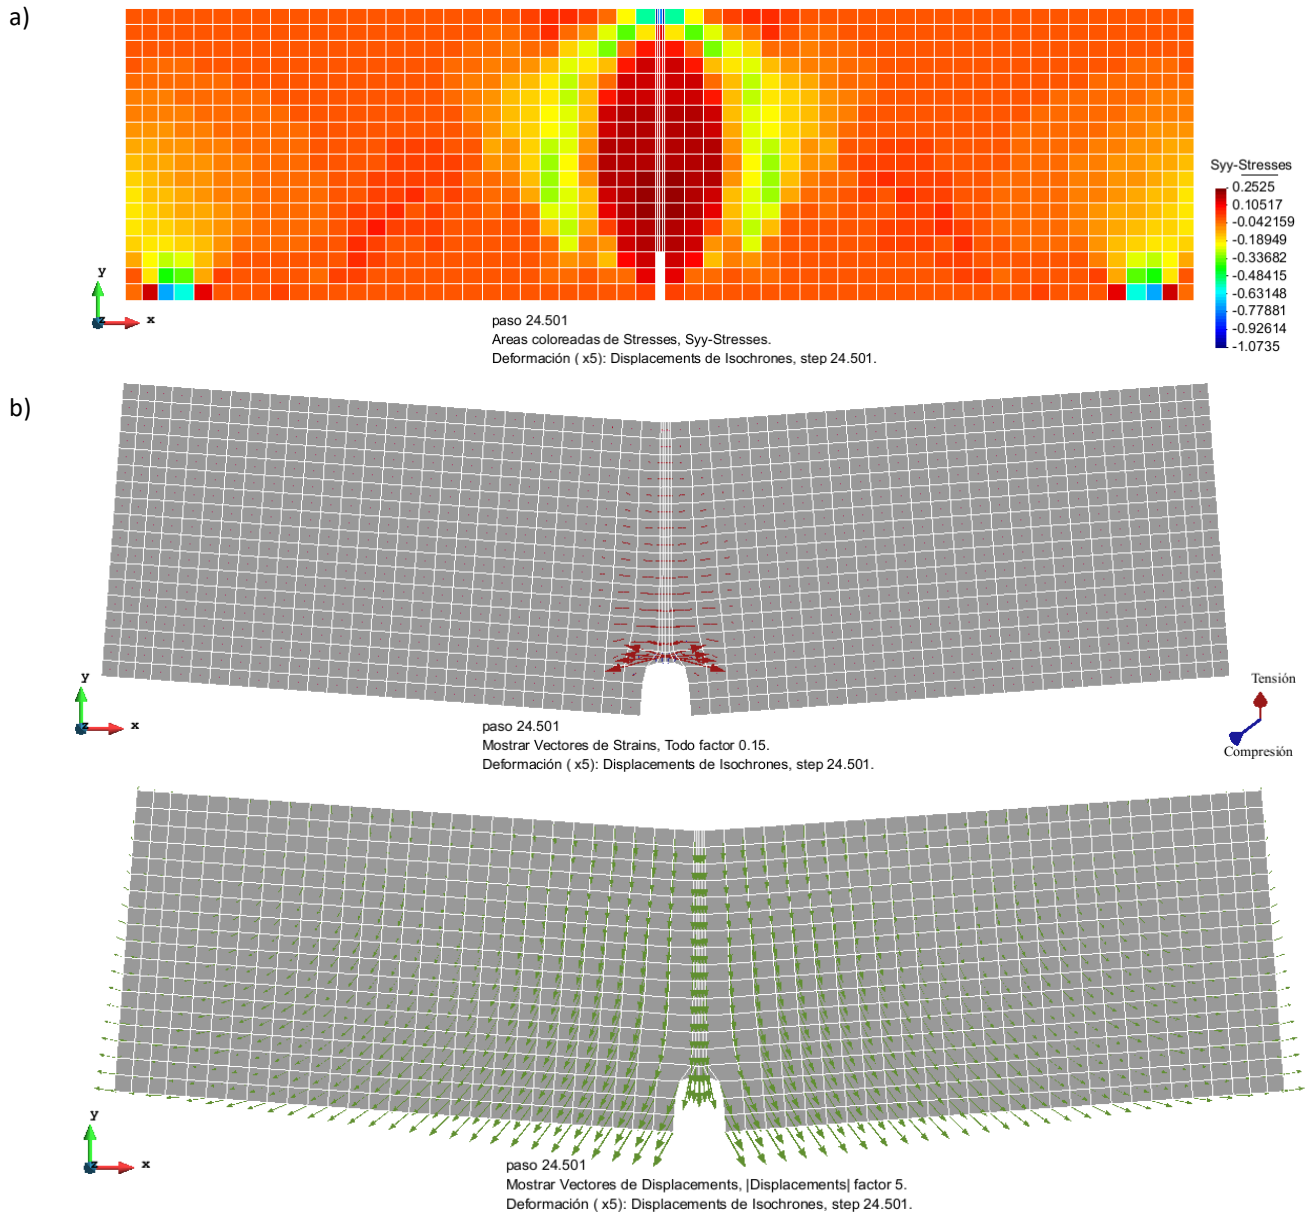 a)
Syy-Stresses
0.2525
0.10517
-0.042159
-0.18949
-0.33682
-0.48415
-0.63148
-0.77881
-0.92614
-1.0735
y
z
x
paso 24.501
Areas coloreadas de Stresses, Syy-Stresses.
Deformación ( x5): Displacements de Isochrones, step 24.501.
b)
y
z
x
Tensión
Compresión
paso 24.501
Mostrar Vectores de Strains, Todo factor 0.15.
Deformación ( x5): Displacements de Isochrones, step 24.501.
y
z
x
paso 24.501
Mostrar Vectores de Displacements, |Displacements| factor 5.
Deformación ( x5): Displacements de Isochrones, step 24.501.